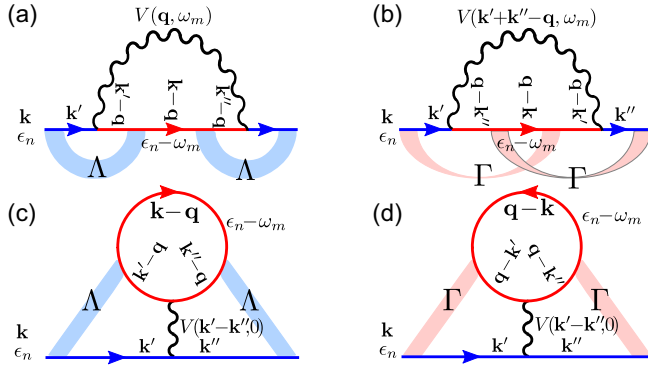 (a)
V(q, ω_m)
k′
k′−q
k−q
k′′−q
k
ϵ_n
ϵ_n−ω_m
Λ
Λ
(b)
V(k′+k′′−q, ω_m)
k′
q−k′′
q−k
q−k′
k′′
k
ϵ_n
ϵ_n−ω_m
Γ
Γ
(c)
k−q
ϵ_n−ω_m
k′−q
k′′−q
Λ
Λ
V(k′−k′′,0)
k
ϵ_n
k′
k′′
(d)
q−k
ϵ_n−ω_m
q−k′
q−k′′
Γ
Γ
V(k′−k′′,0)
k
ϵ_n
k′
k′′